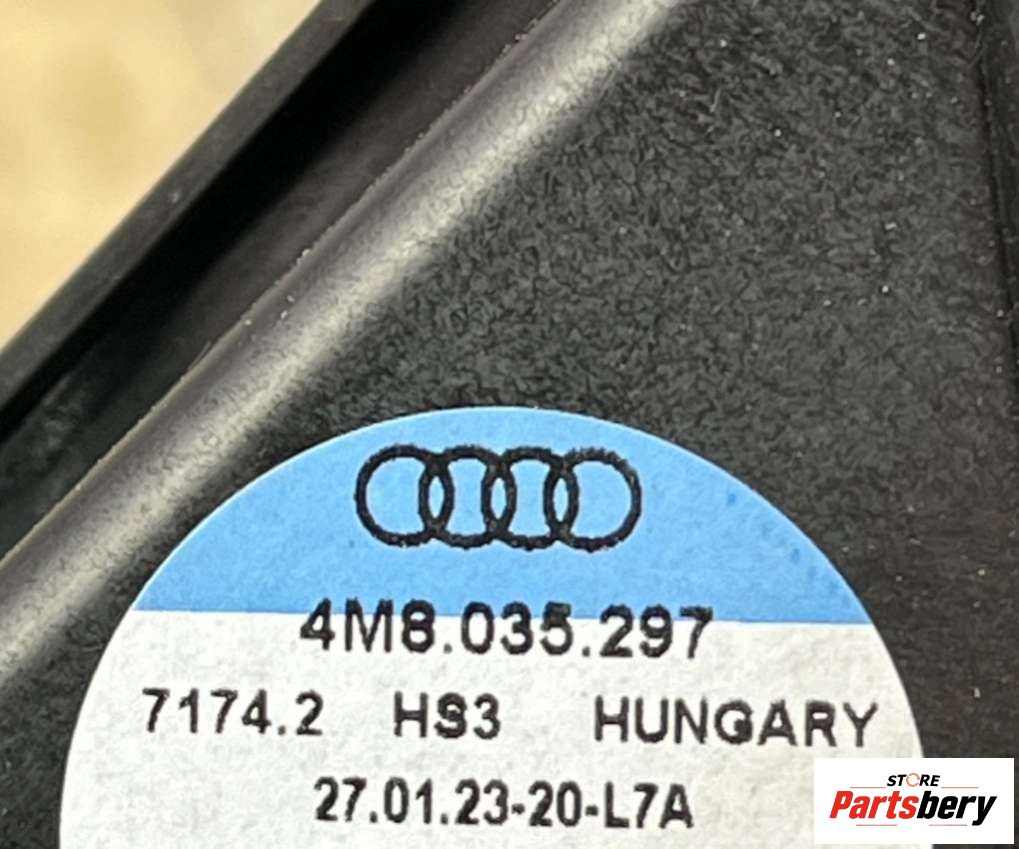 4M8.035.297
7174.2 HS3 HUNGARY
27.01.23-20-L7A
STORE
Partsbery